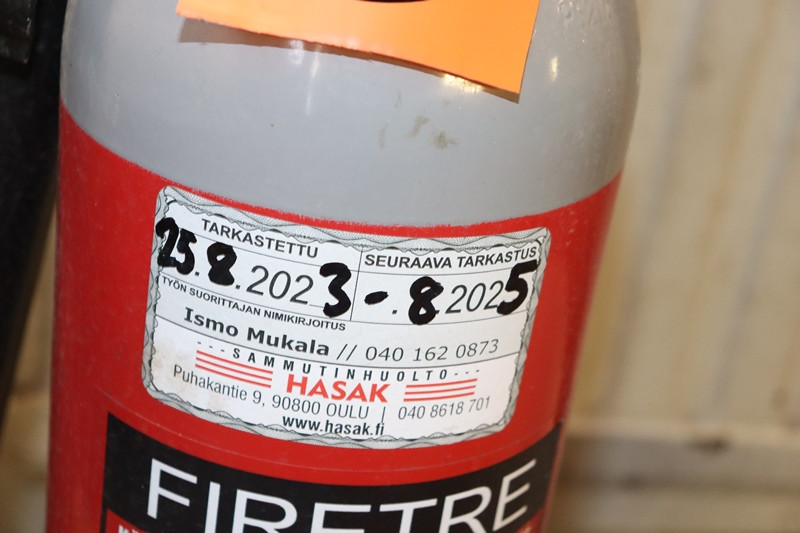 TARKASTETTU
25.8.2023
SEURAAVA TARKASTUS
-.8.2025
TYÖN SUORITTAJAN NIMIKIRJOITUS
Ismo Mukala // 040 162 0873
---SAMMUTINHUOLTO---
HASAK
Puhakantie 9, 90800 OULU | 040 8618 701
www.hasak.fi
FIRETRE